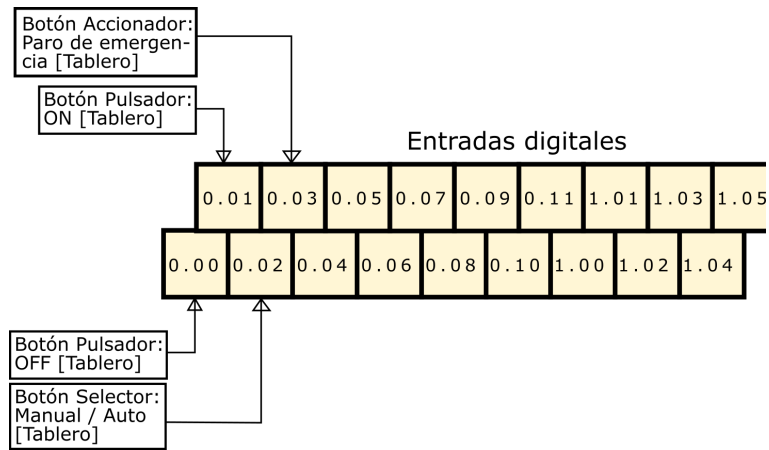 Botón Accionador:
Paro de emergen-
cia [Tablero]
Botón Pulsador:
ON [Tablero]
Entradas digitales
0.01 0.03 0.05 0.07 0.09 0.11 1.01 1.03 1.05
0.00 0.02 0.04 0.06 0.08 0.10 1.00 1.02 1.04
Botón Pulsador:
OFF [Tablero]
Botón Selector:
Manual / Auto
[Tablero]